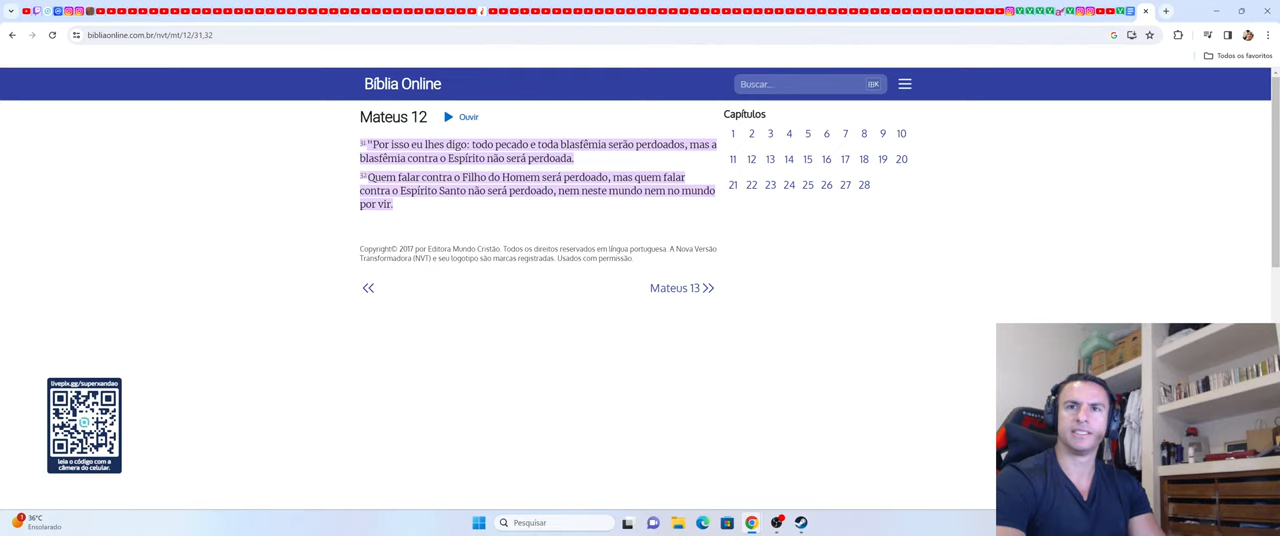 bibliaonline.com.br/nvt/mt/12/31,32
Todos os favoritos
Bíblia Online
Buscar...
K
Mateus 12
Ouvir
31 "Por isso eu lhes digo: todo pecado e toda blasfêmia serão perdoados, mas a
blasfêmia contra o Espírito não será perdoada.
32 Quem falar contra o Filho do Homem será perdoado, mas quem falar
contra o Espírito Santo não será perdoado, nem neste mundo nem no mundo
por vir.
Copyright© 2017 por Editora Mundo Cristão. Todos os direitos reservados em língua portuguesa. A Nova Versão
Transformadora (NVT) e seu logotipo são marcas registradas. Usados com permissão.
<< Mateus 13 >>
Capítulos
1 2 3 4 5 6 7 8 9 10
11 12 13 14 15 16 17 18 19 20
21 22 23 24 25 26 27 28
livepix.gg/superxandao
leia o código com a
câmera do celular.
1
36°C
Ensolarado
Pesquisar